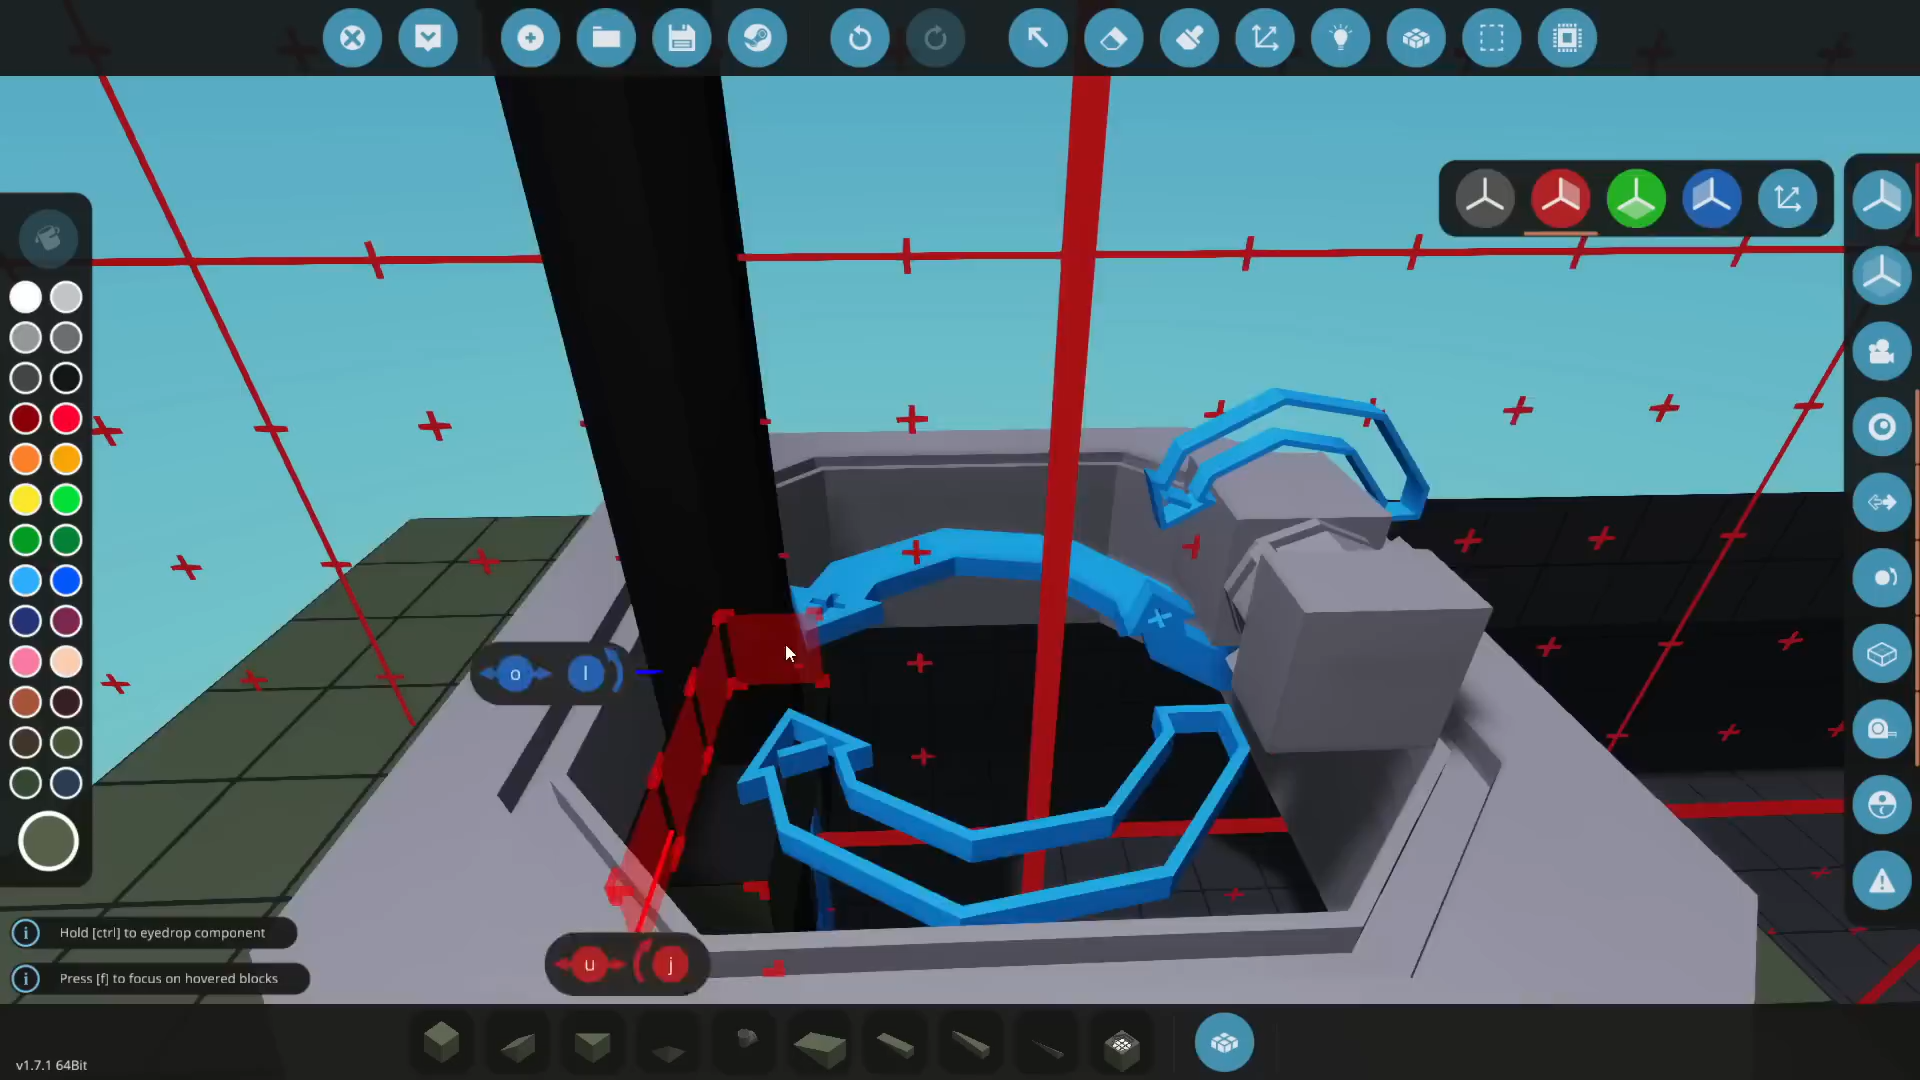 o l
Hold [ctrl] to eyedrop component
u j
Press [f] to focus on hovered blocks
v1.7.1 64Bit